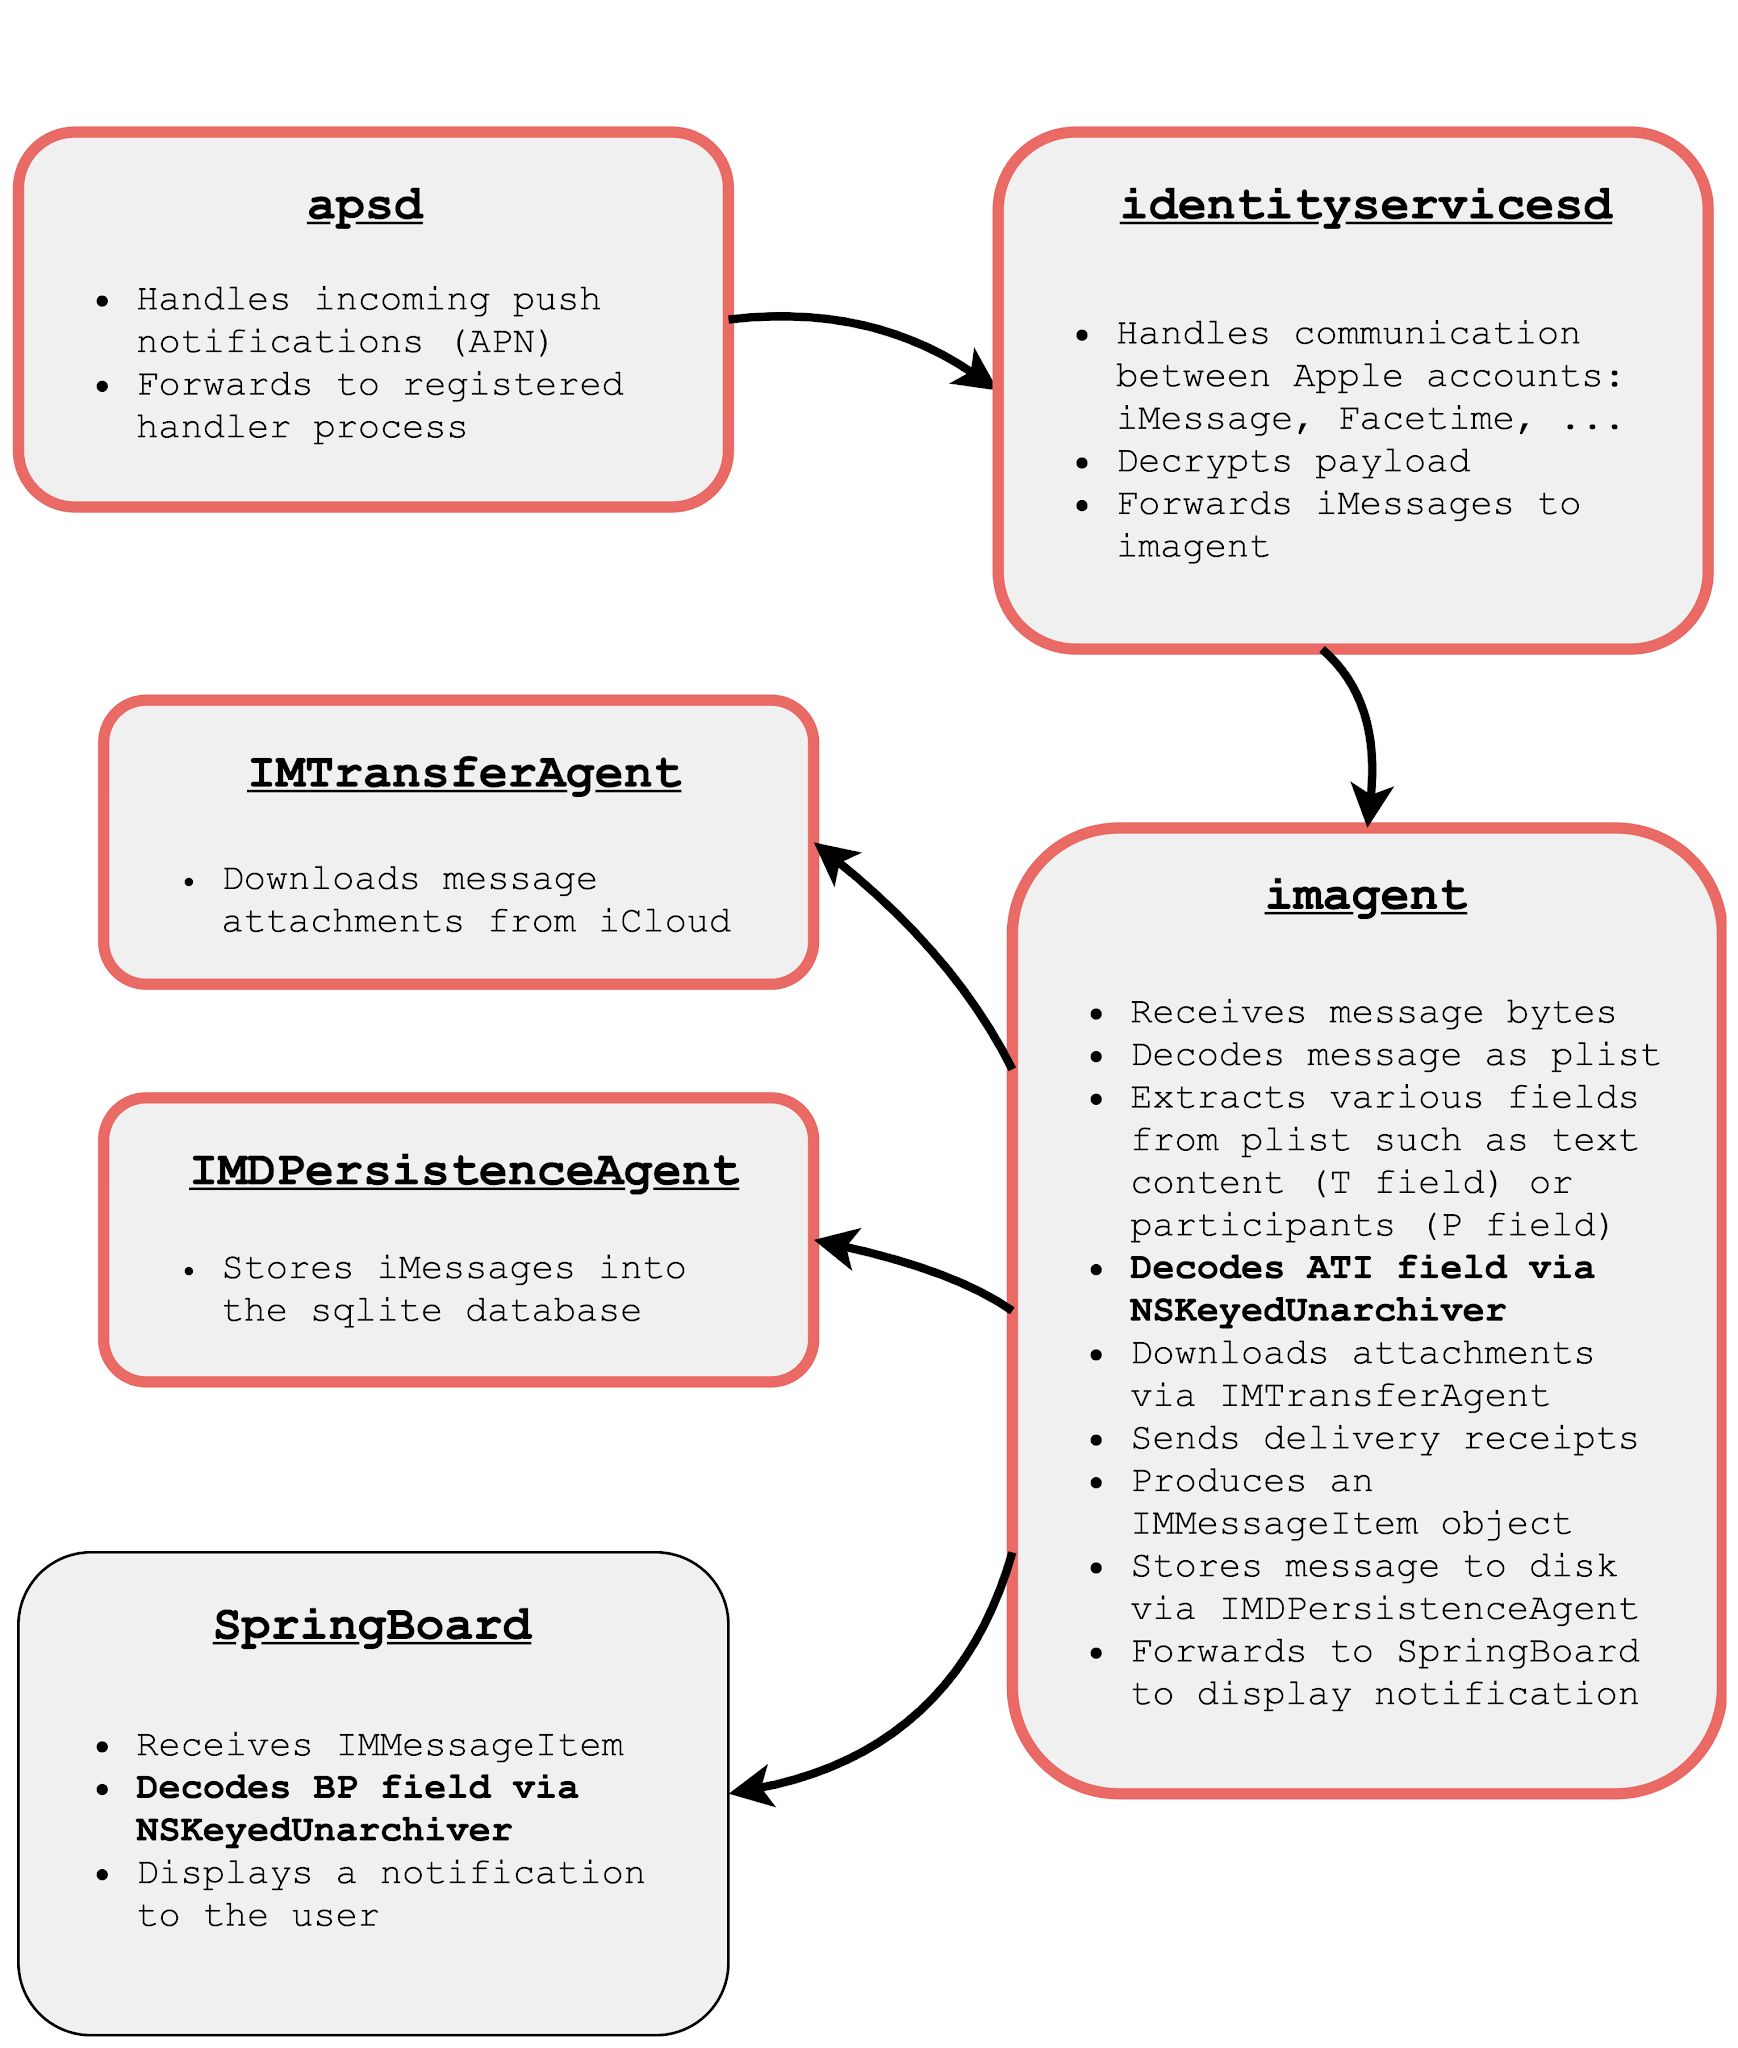 apsd
• Handles incoming push
notifications (APN)
• Forwards to registered
handler process
identityservicesd
• Handles communication
between Apple accounts:
iMessage, Facetime, ...
• Decrypts payload
• Forwards iMessages to
imagent
IMTransferAgent
• Downloads message
attachments from iCloud
IMDPersistenceAgent
• Stores iMessages into
the sqlite database
imagent
• Receives message bytes
• Decodes message as plist
• Extracts various fields
from plist such as text
content (T field) or
participants (P field)
• Decodes ATI field via
NSKeyedUnarchiver
• Downloads attachments
via IMTransferAgent
• Sends delivery receipts
• Produces an
IMMessageItem object
• Stores message to disk
via IMDPersistenceAgent
• Forwards to SpringBoard
to display notification
SpringBoard
• Receives IMMessageItem
• Decodes BP field via
NSKeyedUnarchiver
• Displays a notification
to the user